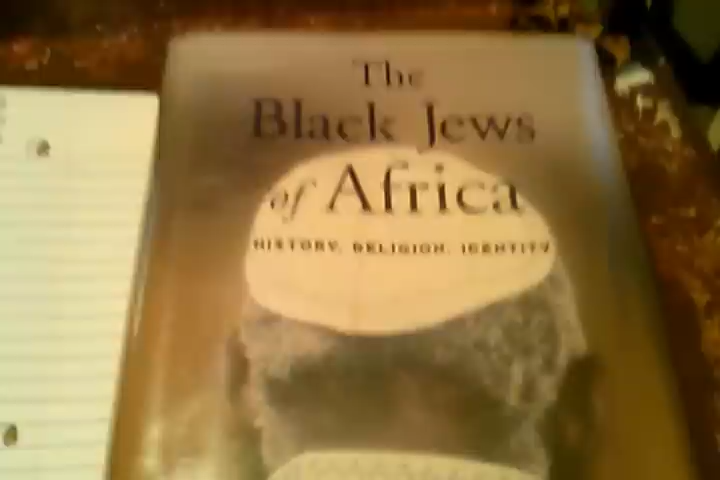 The
Black Jews
of Africa
HISTORY, RELIGION, IDENTITY